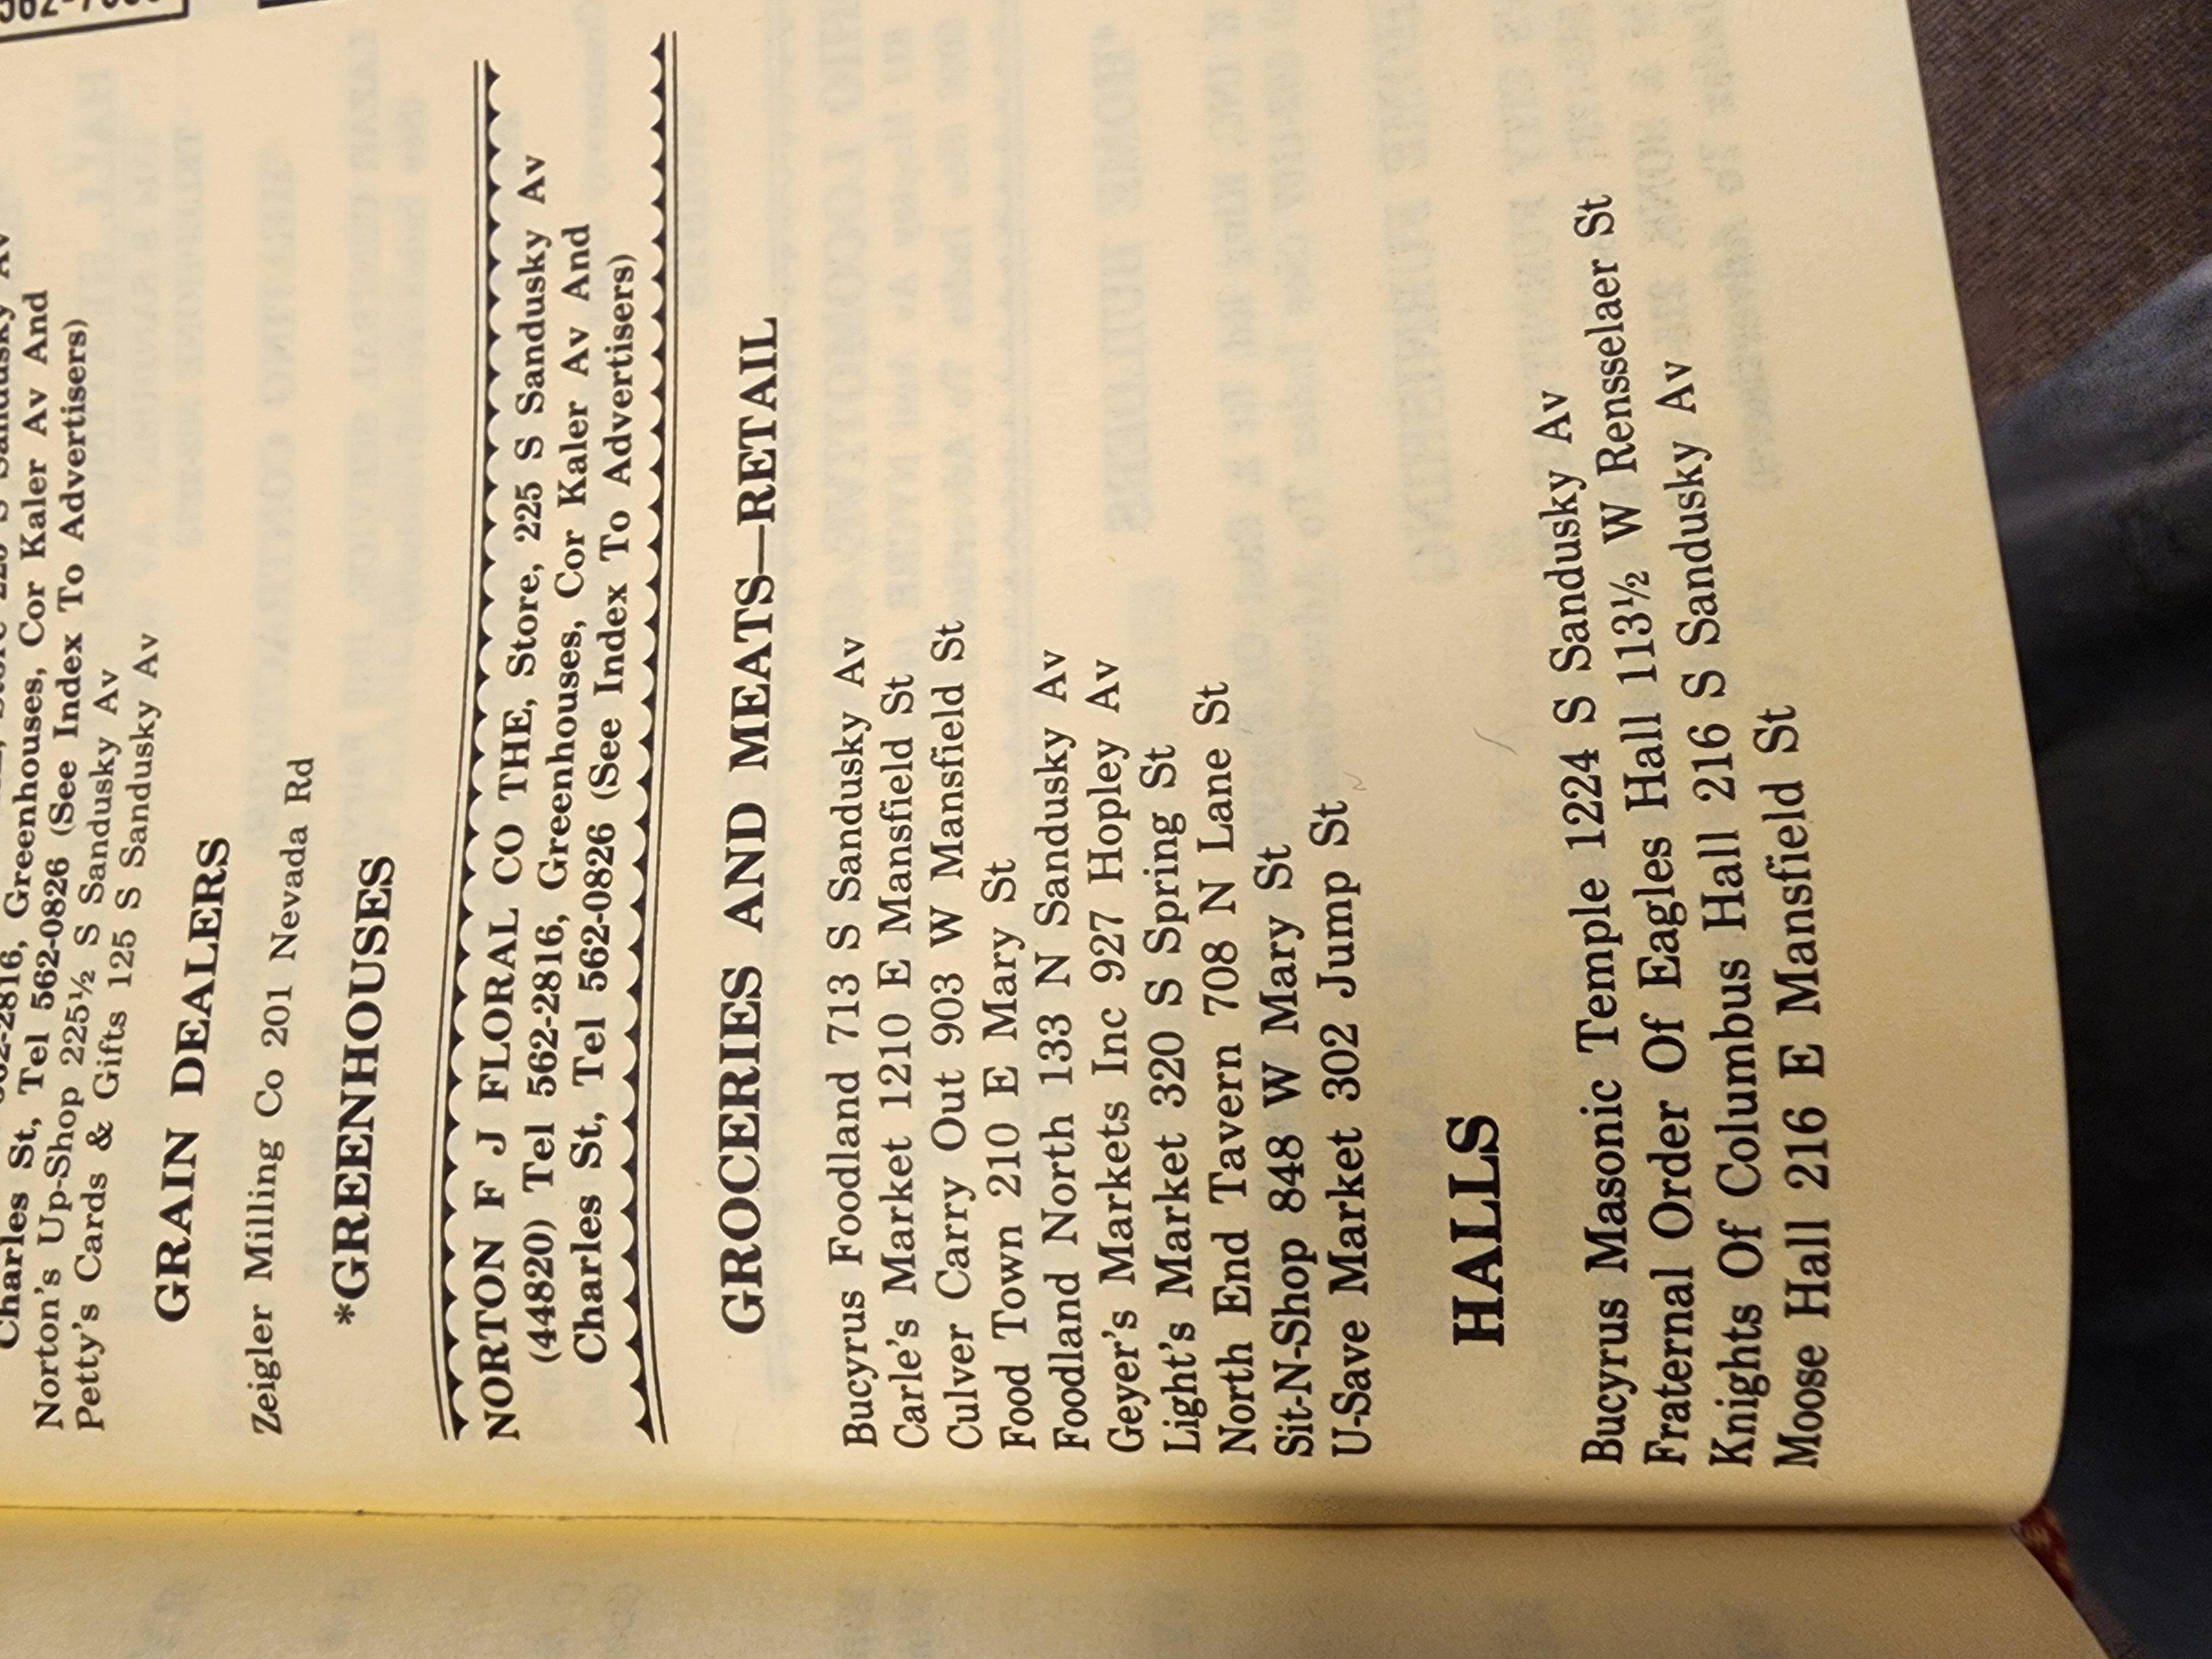 Charles St, Tel 562-0826 (See Index To Advertisers)
Norton's Up-Shop 225½ S Sandusky Av
Petty's Cards & Gifts 125 S Sandusky Av
GRAIN DEALERS
Zeigler Milling Co 201 Nevada Rd
*GREENHOUSES
NORTON F J FLORAL CO THE, Store, 225 S Sandusky Av
(44820) Tel 562-2816, Greenhouses, Cor Kaler Av And
Charles St, Tel 562-0826 (See Index To Advertisers)
GROCERIES AND MEATS—RETAIL
Bucyrus Foodland 713 S Sandusky Av
Carle's Market 1210 E Mansfield St
Culver Carry Out 903 W Mansfield St
Food Town 210 E Mary St
Foodland North 133 N Sandusky Av
Geyer's Markets Inc 927 Hopley Av
Light's Market 320 S Spring St
North End Tavern 708 N Lane St
Sit-N-Shop 848 W Mary St
U-Save Market 302 Jump St
HALLS
Bucyrus Masonic Temple 1224 S Sandusky Av
Fraternal Order Of Eagles Hall 113½ W Rensselaer St
Knights Of Columbus Hall 216 S Sandusky Av
Moose Hall 216 E Mansfield St